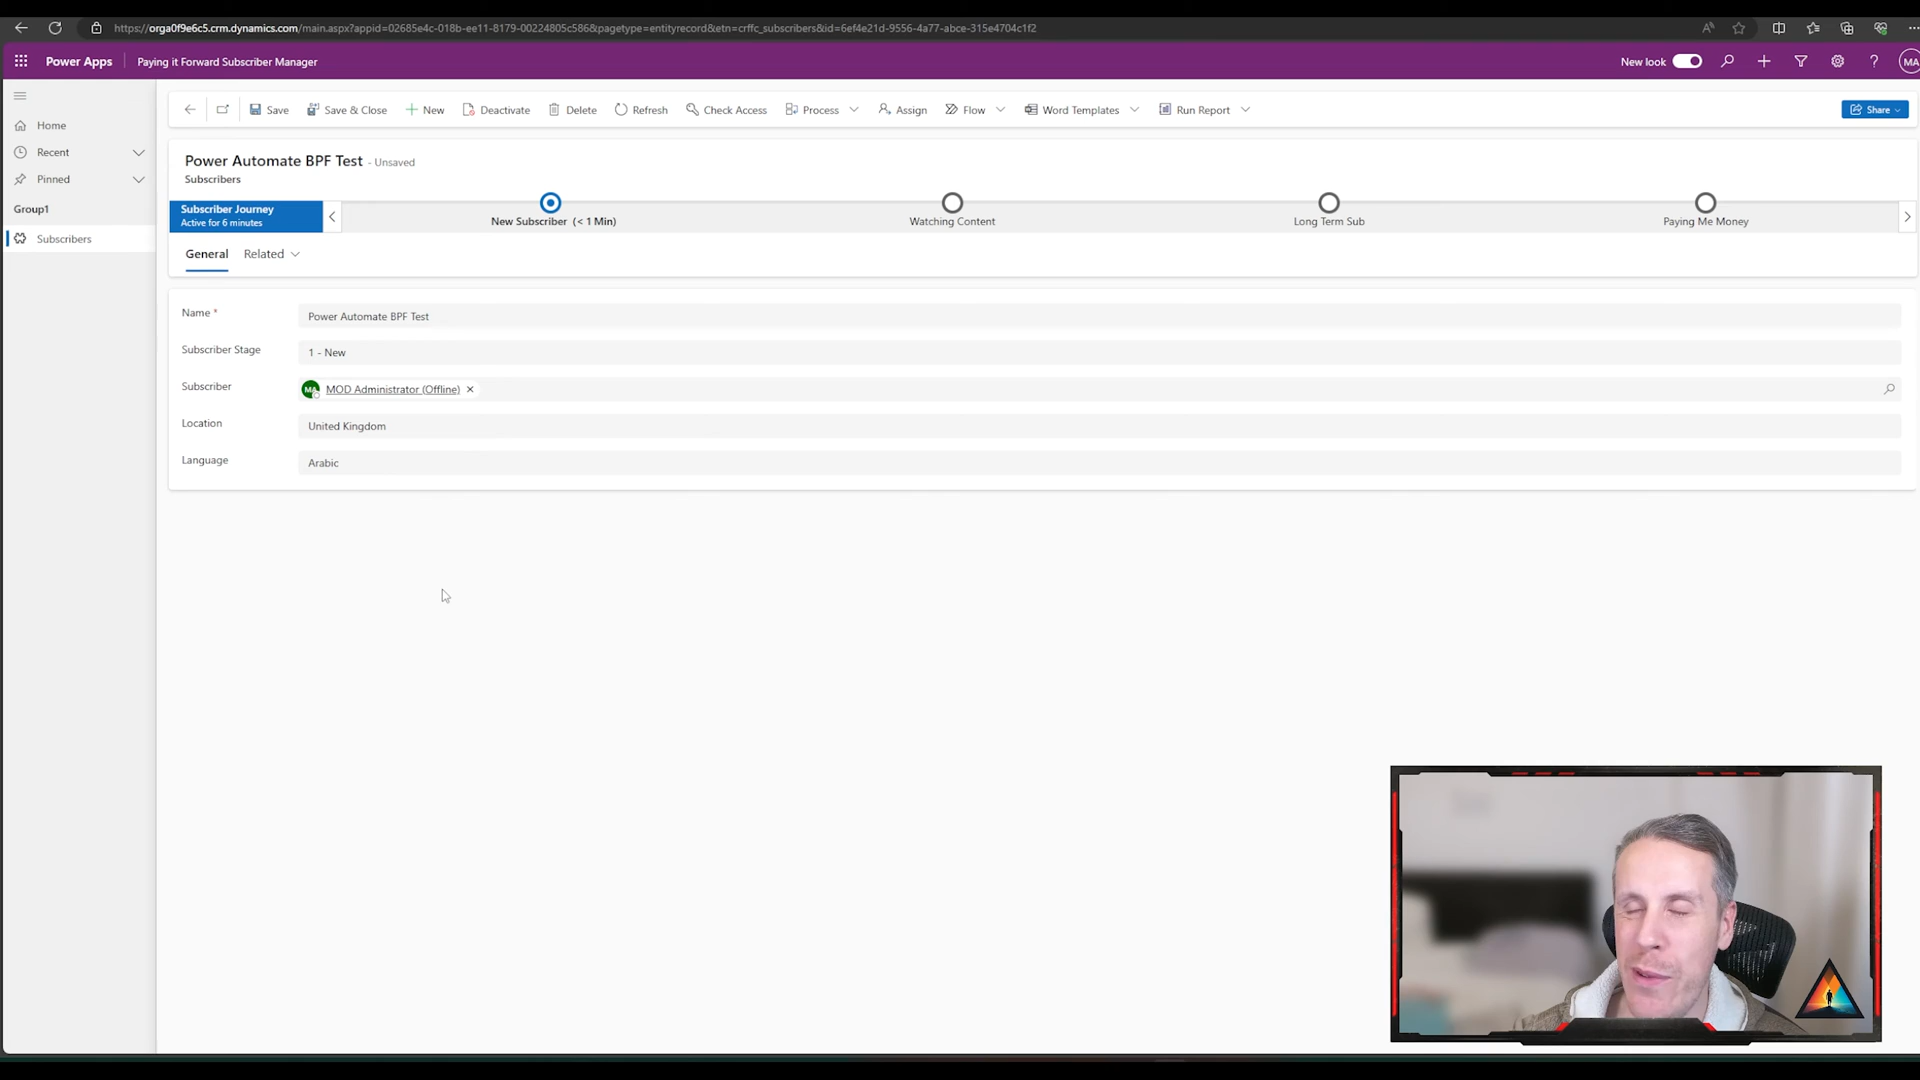 https://orga0f9e6c5.crm.dynamics.com/main.aspx?appid=02685e4c-018b-ee11-8179-00224805c586&pagetype=entityrecord&etn=crffc_subscribers&id=6ef4e21d-9556-4a77-abce-315e4704c1f2
Power Apps Paying it Forward Subscriber Manager New look MA
Save Save & Close New Deactivate Delete Refresh Check Access Process Assign Flow Word Templates Run Report Share
Home
Recent
Pinned
Group1
Subscribers
Power Automate BPF Test - Unsaved
Subscribers
Subscriber Journey
Active for 6 minutes
New Subscriber (< 1 Min) Watching Content Long Term Sub Paying Me Money
General Related
Name * Power Automate BPF Test
Subscriber Stage 1 - New
Subscriber MA MOD Administrator (Offline)
Location United Kingdom
Language Arabic